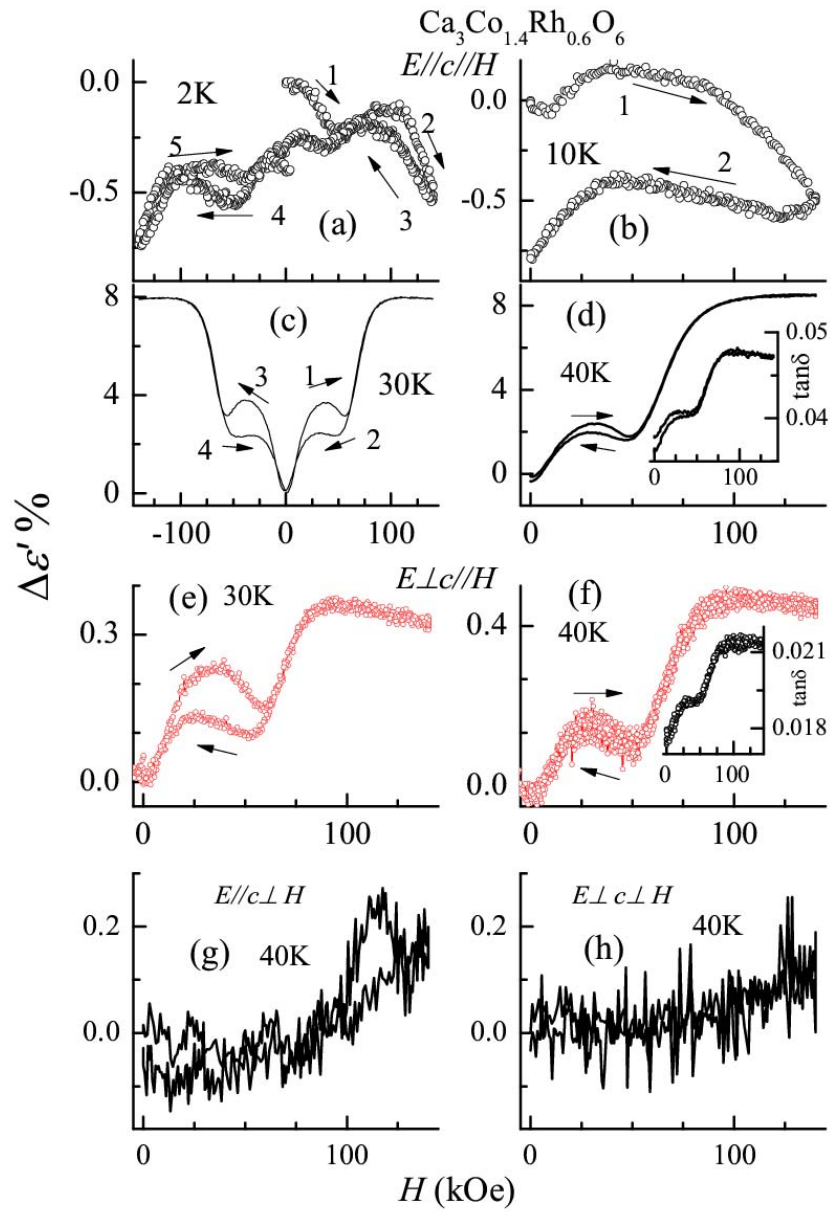 Ca3Co1.4Rh0.6O6
E//c//H
2K
1
2
3
4
5
(a)
0.0
-0.5
10K
1
2
(b)
0.0
-0.5
(c)
30K
1
2
3
4
8
4
0
-100 0 100
(d)
40K
8
4
0
0 100
0.05
0.04
tanδ
0 100
Δε' %
E⊥c//H
(e) 30K
0.3
0.0
0 100
(f)
40K
0.4
0.0
0 100
0.021
0.018
tanδ
0 100
E//c⊥H
(g) 40K
0.2
0.0
0 100
E⊥c⊥H
40K
(h)
0.2
0.0
0 100
H (kOe)